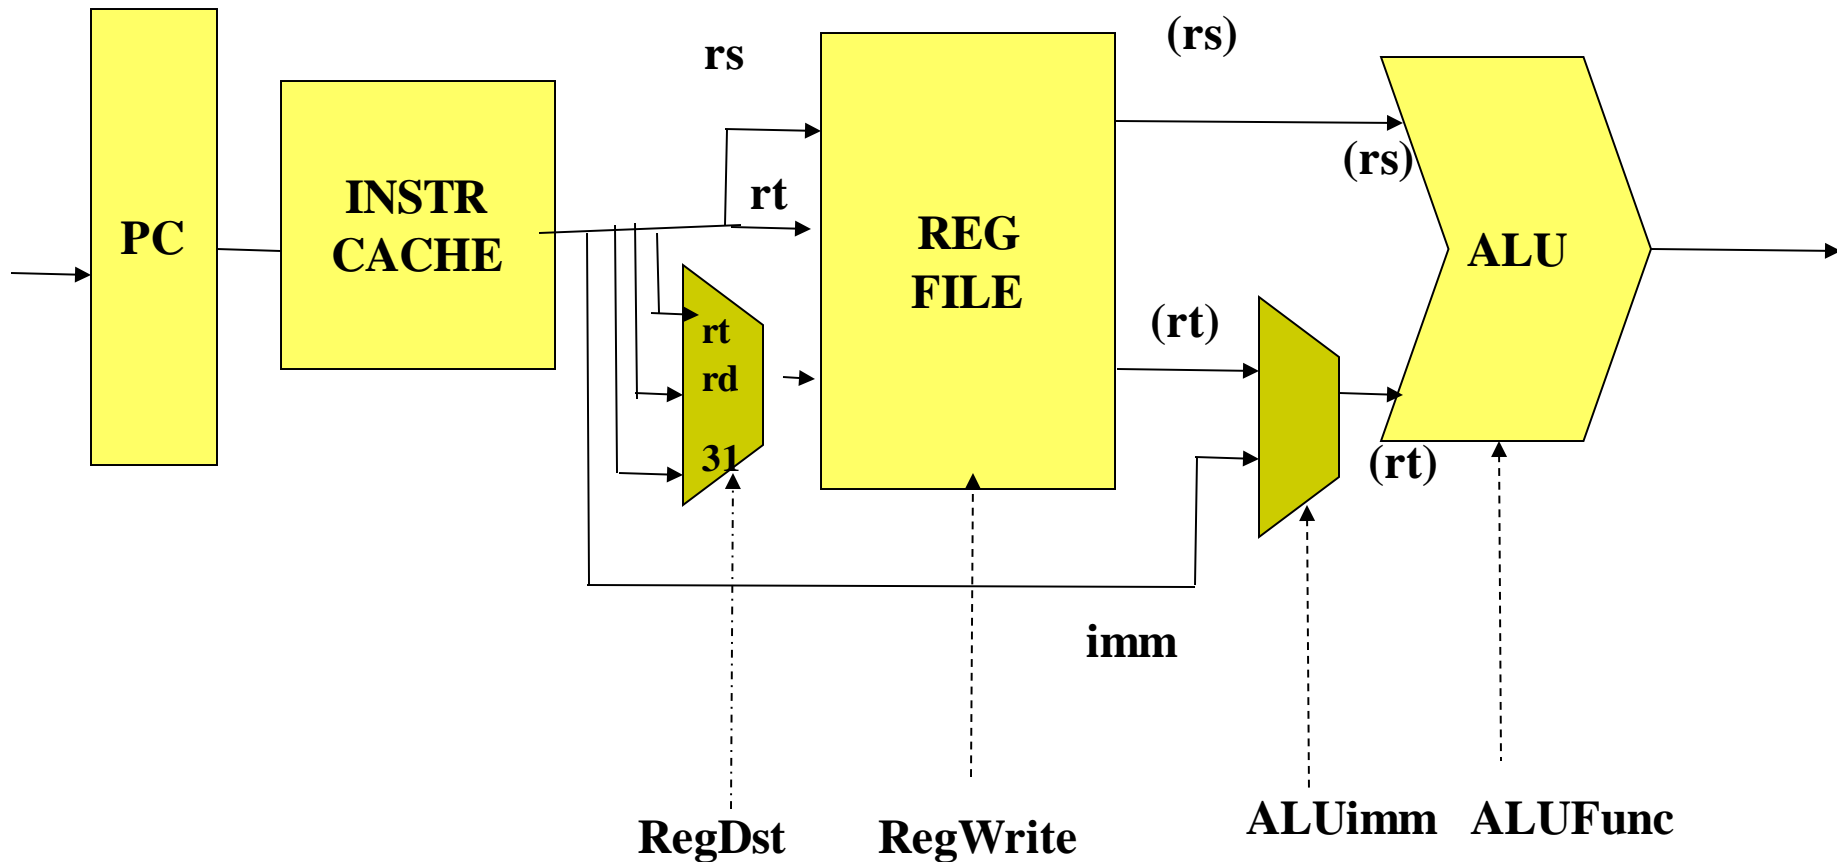 rs
(rs)
(rs)
rt
PC
INSTR
CACHE
REG
FILE
ALU
(rt)
rt
rd
31
(rt)
imm
RegDst
RegWrite
ALUimm
ALUFunc